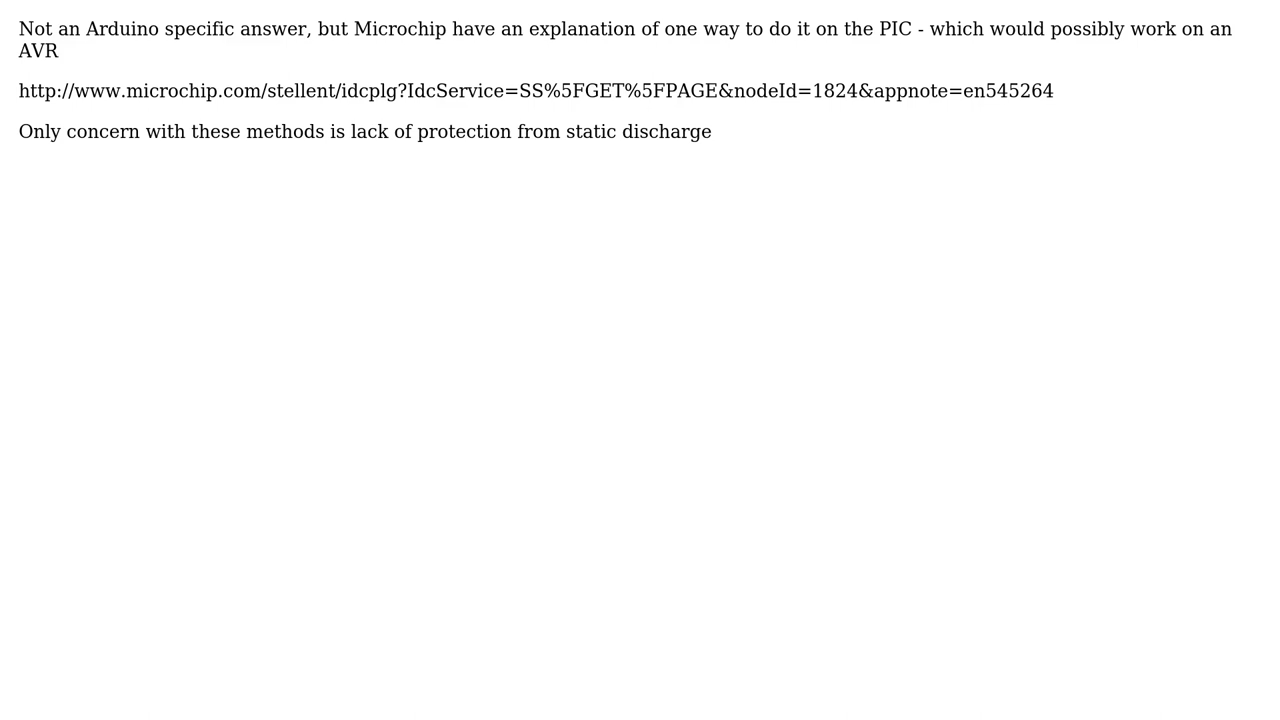 Not an Arduino specific answer, but Microchip have an explanation of one way to do it on the PIC - which would possibly work on an
AVR
http://www.microchip.com/stellent/idcplg?IdcService=SS%5FGET%5FPAGE&nodeId=1824&appnote=en545264
Only concern with these methods is lack of protection from static discharge